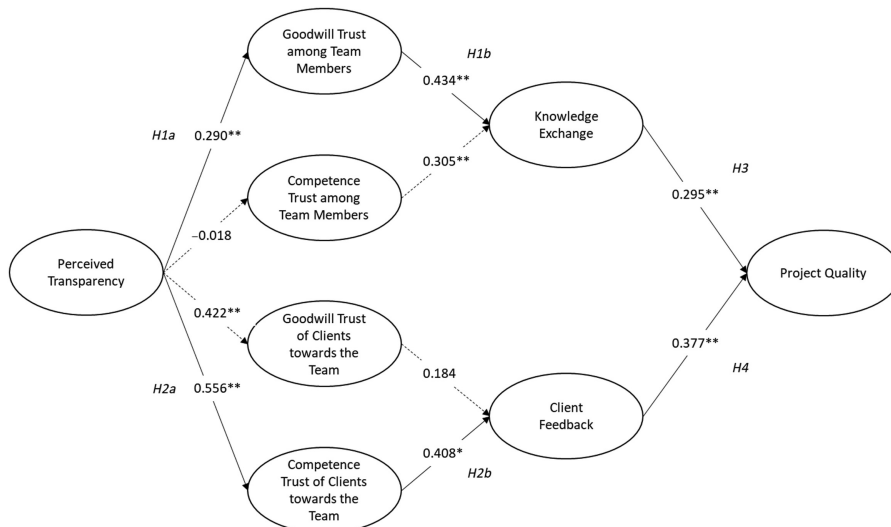 Goodwill Trust
among Team
Members
H1b
0.434**
Knowledge
Exchange
H1a
0.290**
0.305**
Competence
Trust among
Team Members
H3
0.295**
−0.018
Perceived
Transparency
Project Quality
0.422**
Goodwill Trust
of Clients
towards the
Team
0.377**
H4
H2a
0.556**
0.184
Client
Feedback
0.408*
H2b
Competence
Trust of Clients
towards the
Team